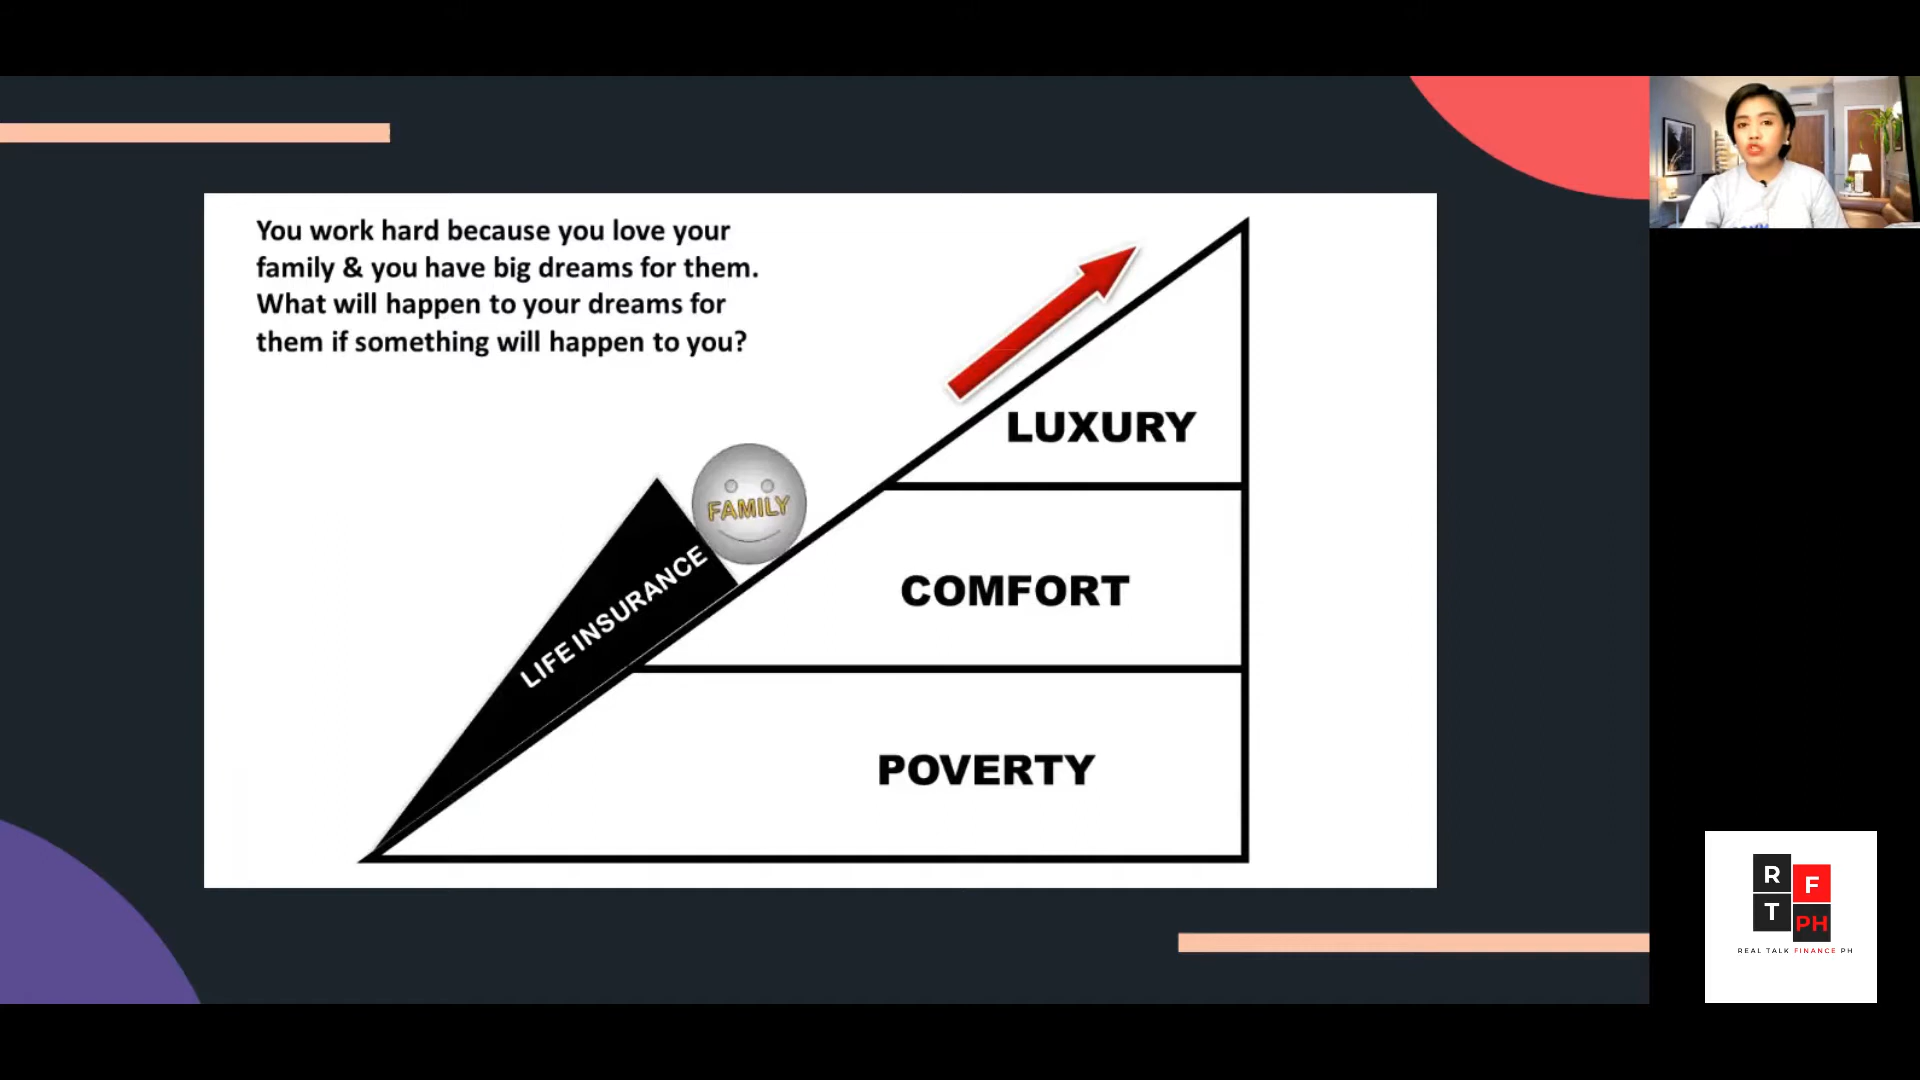 You work hard because you love your
family & you have big dreams for them.
What will happen to your dreams for
them if something will happen to you?
LUXURY
FAMILY
LIFE INSURANCE
COMFORT
POVERTY
R
F
T
PH
REAL TALK FINANCE PH